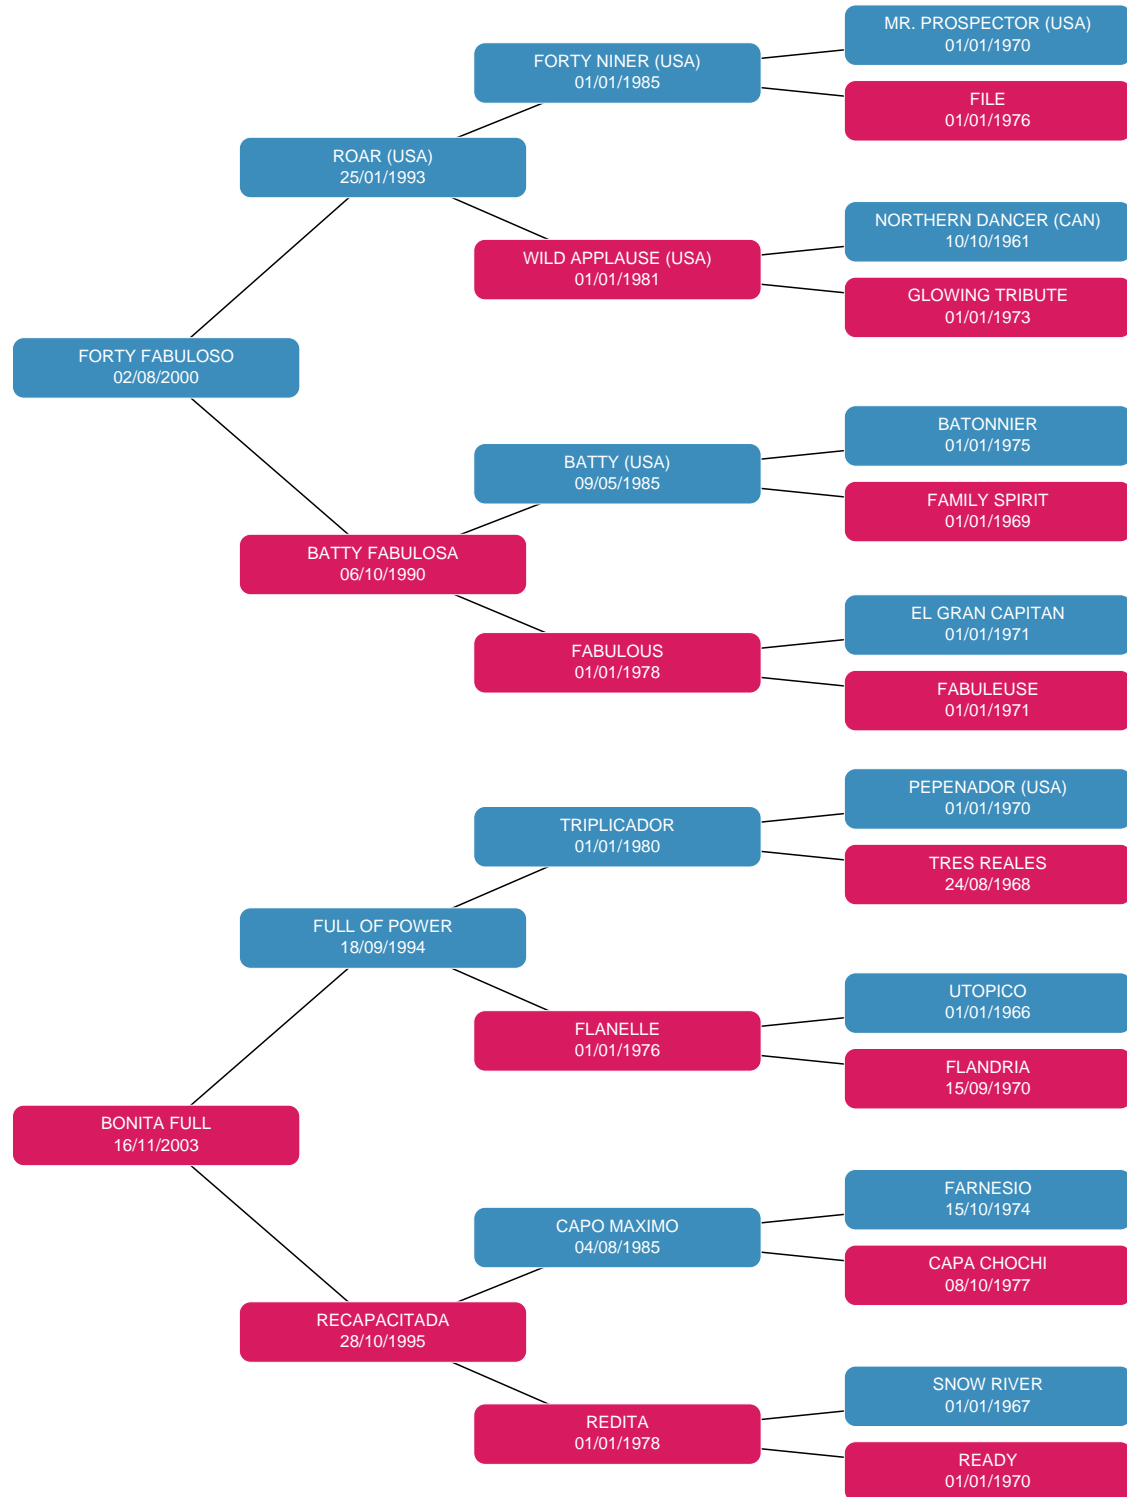 MR. PROSPECTOR (USA)
01/01/1970
FORTY NINER (USA)
01/01/1985
FILE
01/01/1976
ROAR (USA)
25/01/1993
NORTHERN DANCER (CAN)
10/10/1961
WILD APPLAUSE (USA)
01/01/1981
GLOWING TRIBUTE
01/01/1973
FORTY FABULOSO
02/08/2000
BATONNIER
01/01/1975
BATTY (USA)
09/05/1985
FAMILY SPIRIT
01/01/1969
BATTY FABULOSA
06/10/1990
EL GRAN CAPITAN
01/01/1971
FABULOUS
01/01/1978
FABULEUSE
01/01/1971
PEPENADOR (USA)
01/01/1970
TRIPLICADOR
01/01/1980
TRES REALES
24/08/1968
FULL OF POWER
18/09/1994
UTOPICO
01/01/1966
FLANELLE
01/01/1976
FLANDRIA
15/09/1970
BONITA FULL
16/11/2003
FARNESIO
15/10/1974
CAPO MAXIMO
04/08/1985
CAPA CHOCHI
08/10/1977
RECAPACITADA
28/10/1995
SNOW RIVER
01/01/1967
REDITA
01/01/1978
READY
01/01/1970